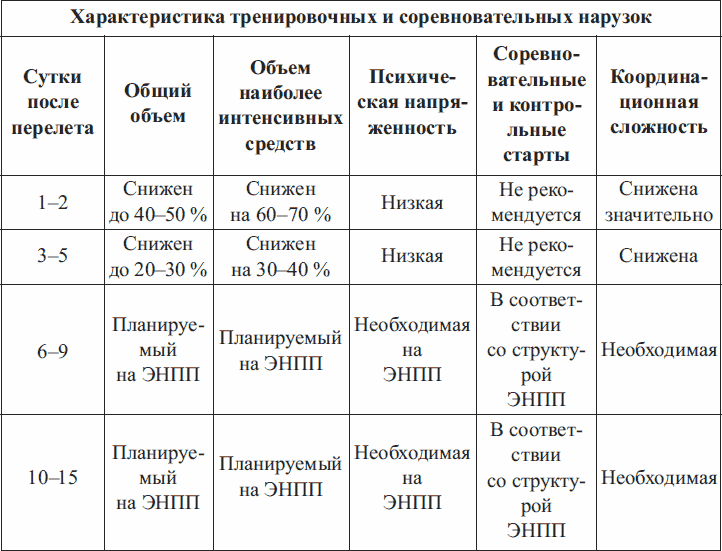 Характеристика тренировочных и соревновательных нарузок
Сутки
после
перелета
Общий
объем
Объем
наиболее
интенсивных
средств
Психиче-
ская напря-
женность
Соревно-
вательные
и контро-
льные
старты
Координа-
ционная
сложность
1–2
Снижен
до 40–50 %
Снижен
на 60–70 %
Низкая
Не реко-
мендуется
Снижена
значительно
3–5
Снижен
до 20–30 %
Снижен
на 30–40 %
Низкая
Не реко-
мендуется
Снижена
6–9
Планируе-
мый
на ЭНПП
Планируемый
на ЭНПП
Необходимая
на
ЭНПП
В соответ-
ствии
со структу-
рой
ЭНПП
Необходимая
10–15
Планируе-
мый
на ЭНПП
Планируемый
на ЭНПП
Необходимая
на
ЭНПП
В соответ-
ствии
со структу-
рой
ЭНПП
Необходимая